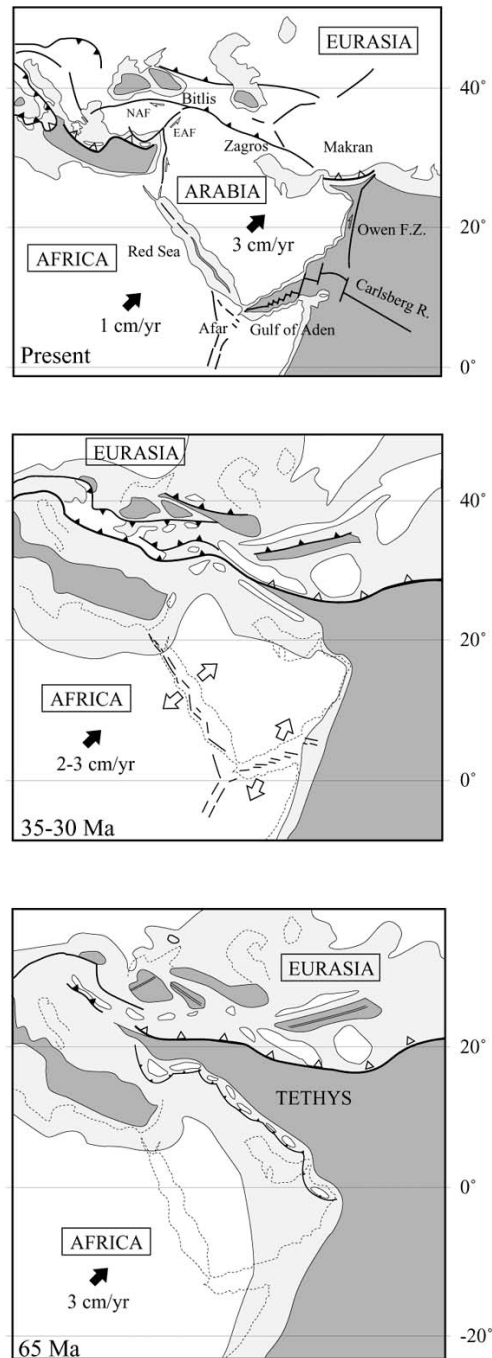 EURASIA
40°
Bitlis
NAF
EAF
Zagros
Makran
ARABIA
20°
Owen F.Z.
3 cm/yr
Red Sea
AFRICA
Carlsberg R.
1 cm/yr
Afar
Gulf of Aden
Present
0°
EURASIA
40°
20°
AFRICA
2-3 cm/yr
0°
35-30 Ma
EURASIA
20°
TETHYS
0°
AFRICA
3 cm/yr
65 Ma
-20°